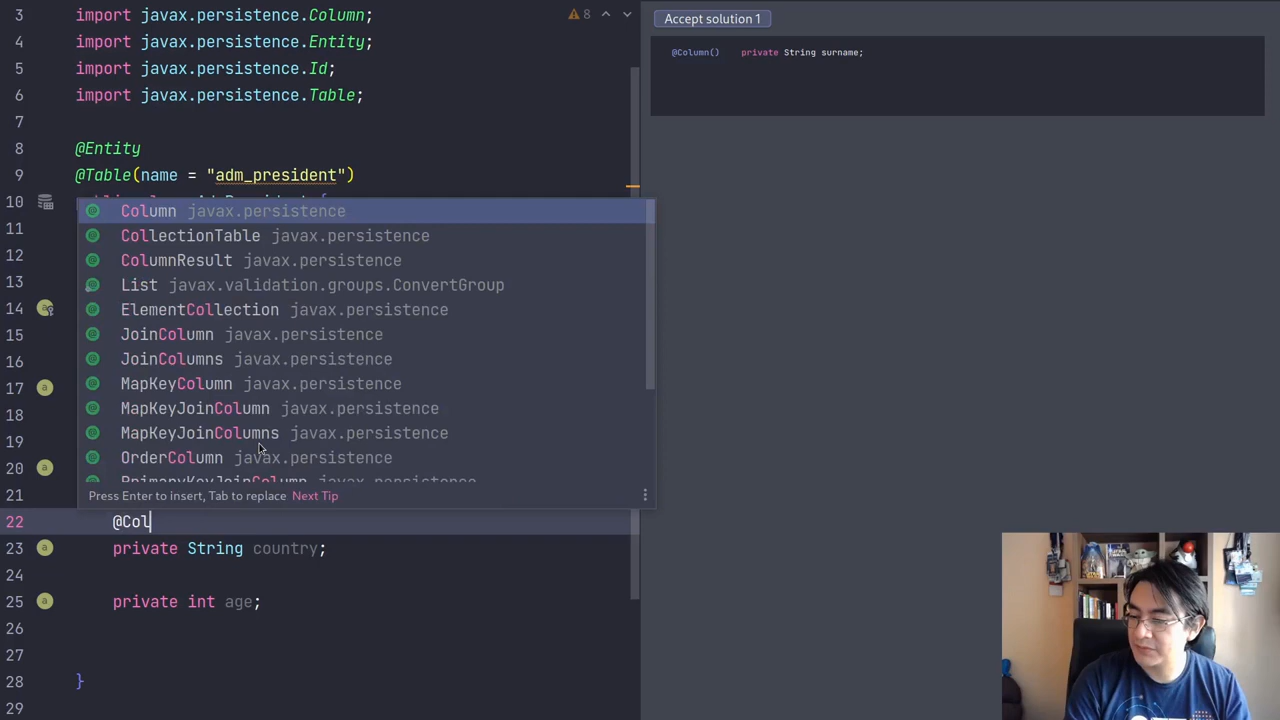 3 import javax.persistence.Column;
4 import javax.persistence.Entity;
5 import javax.persistence.Id;
6 import javax.persistence.Table;
7
8 @Entity
9 @Table(name = "adm_president")
10
11
12
13
14
15
16
17
18
19
20
21
22 @Col
23 private String country;
24
25 private int age;
26
27
28 }
29
8
Column javax.persistence
CollectionTable javax.persistence
ColumnResult javax.persistence
List javax.validation.groups.ConvertGroup
ElementCollection javax.persistence
JoinColumn javax.persistence
JoinColumns javax.persistence
MapKeyColumn javax.persistence
MapKeyJoinColumn javax.persistence
MapKeyJoinColumns javax.persistence
OrderColumn javax.persistence
PrimaryKeyJoinColumn javax.persistence
Press Enter to insert, Tab to replace Next Tip
Accept solution 1
@Column() private String surname;